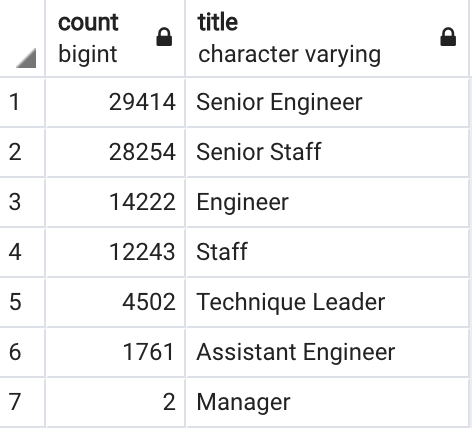 count title
bigint character varying
1 29414 Senior Engineer
2 28254 Senior Staff
3 14222 Engineer
4 12243 Staff
5 4502 Technique Leader
6 1761 Assistant Engineer
7 2 Manager